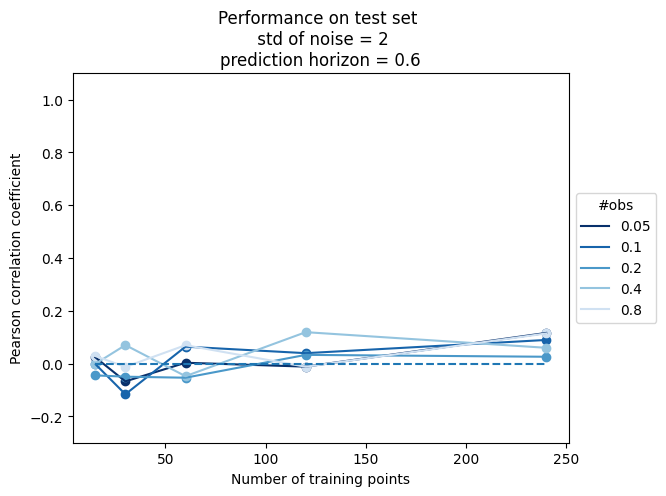 Performance on test set
std of noise = 2
prediction horizon = 0.6
Pearson correlation coefficient
1.0
0.8
0.6
0.4
0.2
0.0
−0.2
50
100
150
200
250
Number of training points
#obs
0.05
0.1
0.2
0.4
0.8